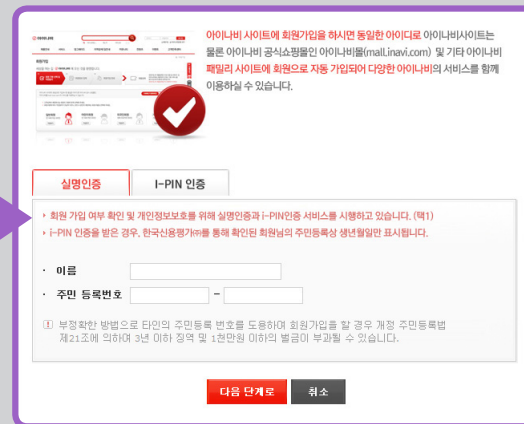 아이나비 사이트에 회원가입을 하시면 동일한 아이디로 아이나비사이트는
물론 아이나비 공식쇼핑몰인 아이나비몰(mall.inavi.com) 및 기타 아이나비
패밀리 사이트에 회원으로 자동 가입되어 다양한 아이나비의 서비스를 함께
이용하실 수 있습니다.
실명인증
I-PIN 인증
회원 가입 여부 확인 및 개인정보보호를 위해 실명인증과 i-PIN인증 서비스를 시행하고 있습니다. (택1)
i-PIN 인증을 받은 경우, 한국신용평가㈜를 통해 확인된 회원님의 주민등록상 생년월일만 표시됩니다.
· 이름
· 주민 등록번호 -
부정확한 방법으로 타인의 주민등록 번호를 도용하여 회원가입을 할 경우 개정 주민등록법
제21조에 의하여 3년 이하 징역 및 1천만원 이하의 벌금이 부과될 수 있습니다.
다음 단계로
취소